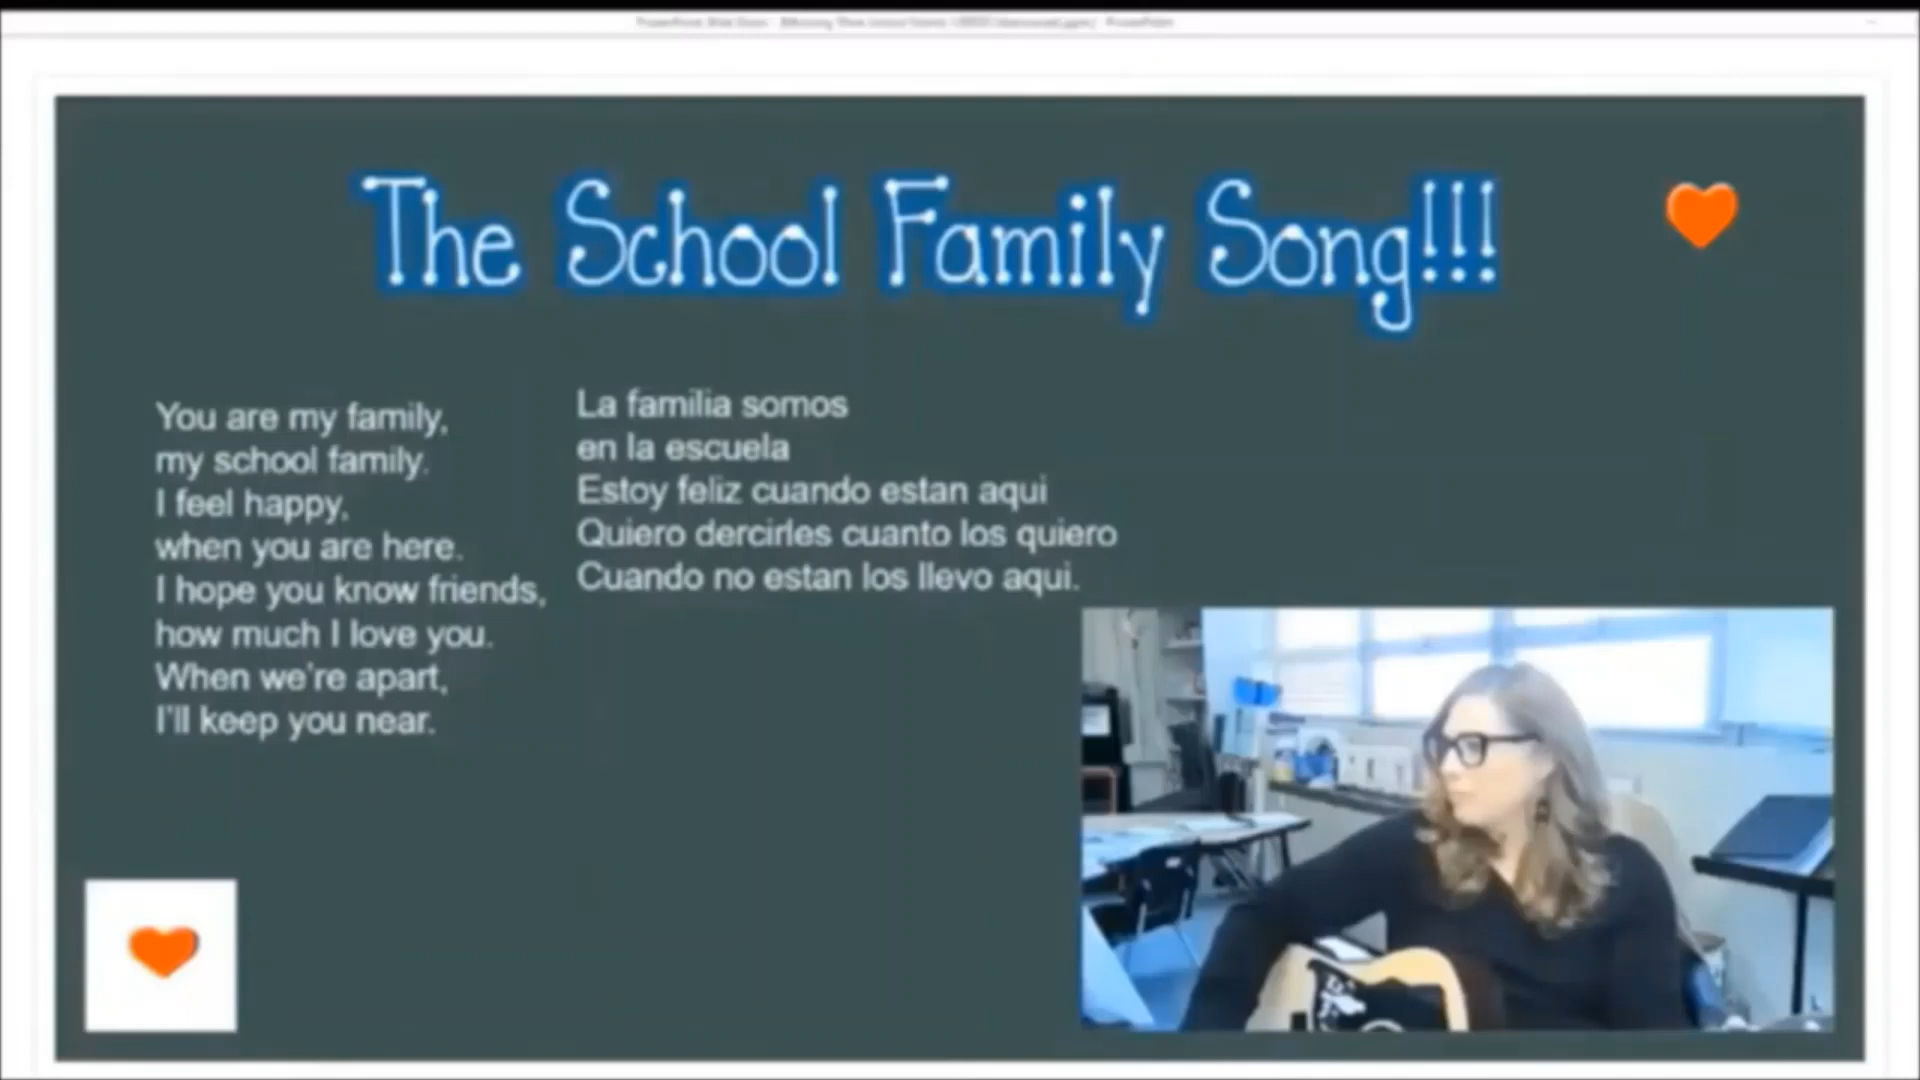 The School Family Song!!!
You are my family,
my school family.
I feel happy,
when you are here.
I hope you know friends,
how much I love you.
When we're apart,
I'll keep you near.
La familia somos
en la escuela
Estoy feliz cuando estan aqui
Quiero dercirles cuanto los quiero
Cuando no estan los llevo aqui.